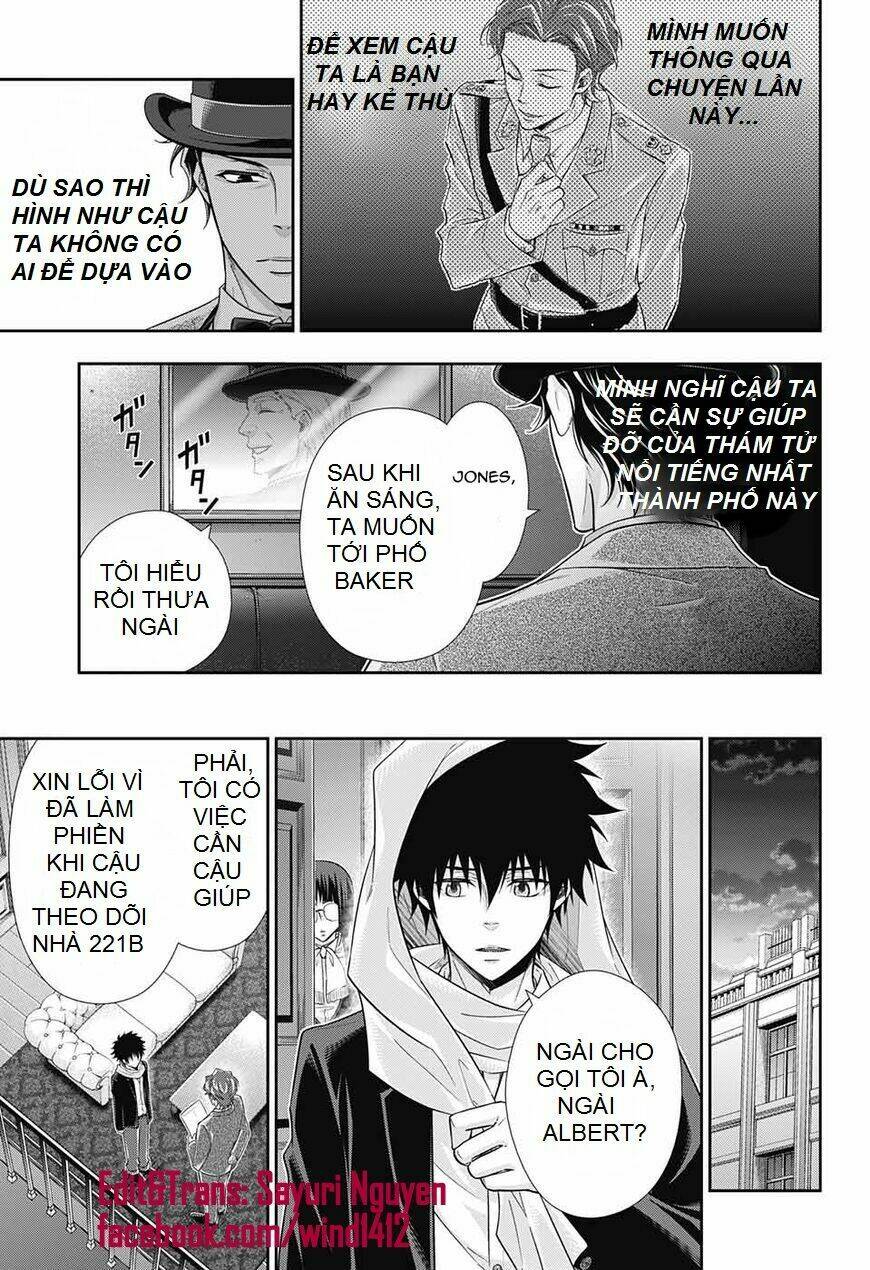 MÌNH MUỐN
THÔNG QUA
CHUYỆN LẦN
NÀY...
ĐỂ XEM CẬU
TA LÀ BẠN
HAY KẺ THÙ
DÙ SAO THÌ
HÌNH NHƯ CẬU
TA KHÔNG CÓ
AI ĐỂ DỰA VÀO
MÌNH NGHĨ CẬU TA
SẼ CẦN SỰ GIÚP
ĐỠ CỦA THÁM TỬ
NỔI TIẾNG NHẤT
THÀNH PHỐ NÀY
JONES,
SAU KHI
ĂN SÁNG,
TA MUỐN
TỚI PHỐ
BAKER
ガタン
ガタン
TÔI HIỂU
RỒI THƯA
NGÀI
NGÀI CHO
GỌI TÔI À,
NGÀI
ALBERT?
PHẢI,
TÔI CÓ
VIỆC
CẦN
CẬU
GIÚP
XIN LỖI VÌ
ĐÃ LÀM
PHIỀN
KHI CẬU
ĐANG
THEO DÕI
NHÀ 221B
Edit&Trans: Sayuri Nguyen
facebook.com/wind1412